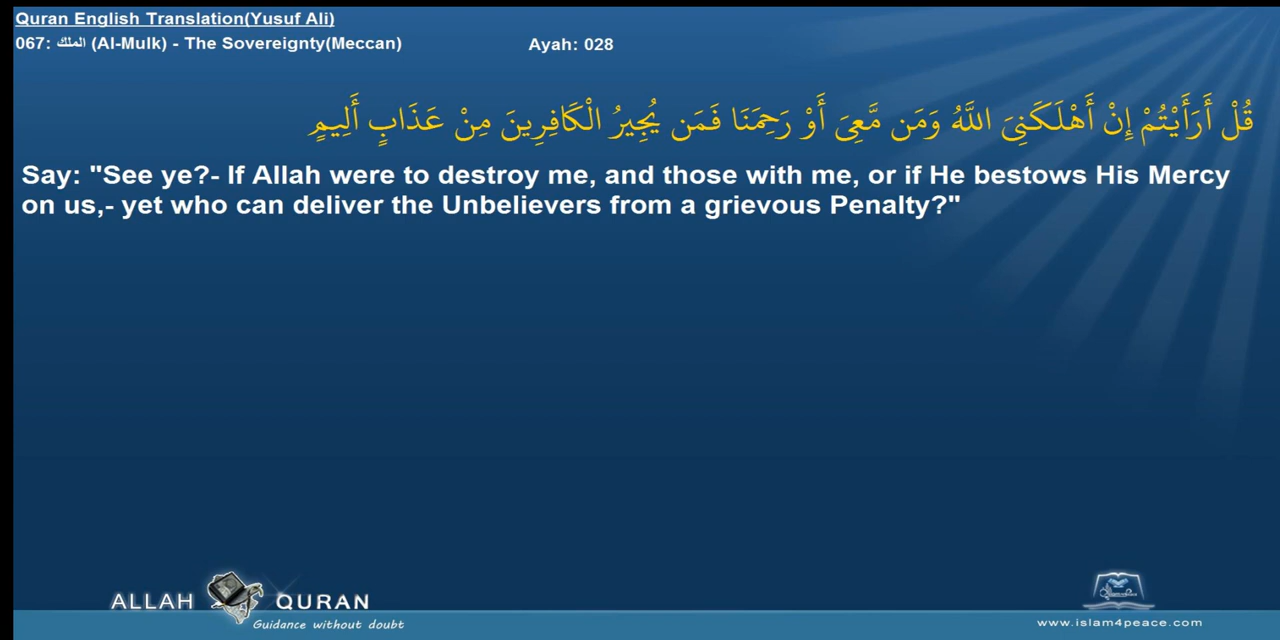 Quran English Translation(Yusuf Ali)
067: الملك (Al-Mulk) - The Sovereignty(Meccan) Ayah: 028
قُلْ أَرَأَيْتُمْ إِنْ أَهْلَكَنِىَ اللَّهُ وَمَن مَّعِىَ أَوْ رَحِمَنَا فَمَن يُجِيرُ الْكَافِرِينَ مِنْ عَذَابٍ أَلِيمٍ
Say: "See ye?- If Allah were to destroy me, and those with me, or if He bestows His Mercy
on us,- yet who can deliver the Unbelievers from a grievous Penalty?"
ALLAH QURAN
Guidance without doubt
www.islam4peace.com